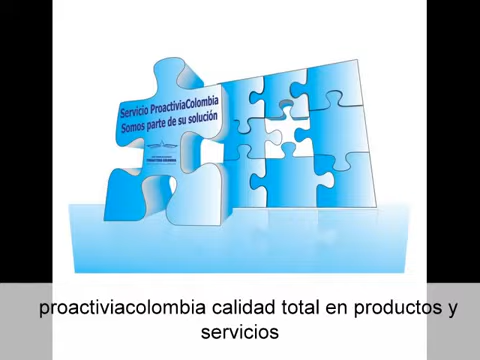 Servicio ProactiviaColombia
Somos parte de su solución
proactiviacolombia calidad total en productos y
servicios